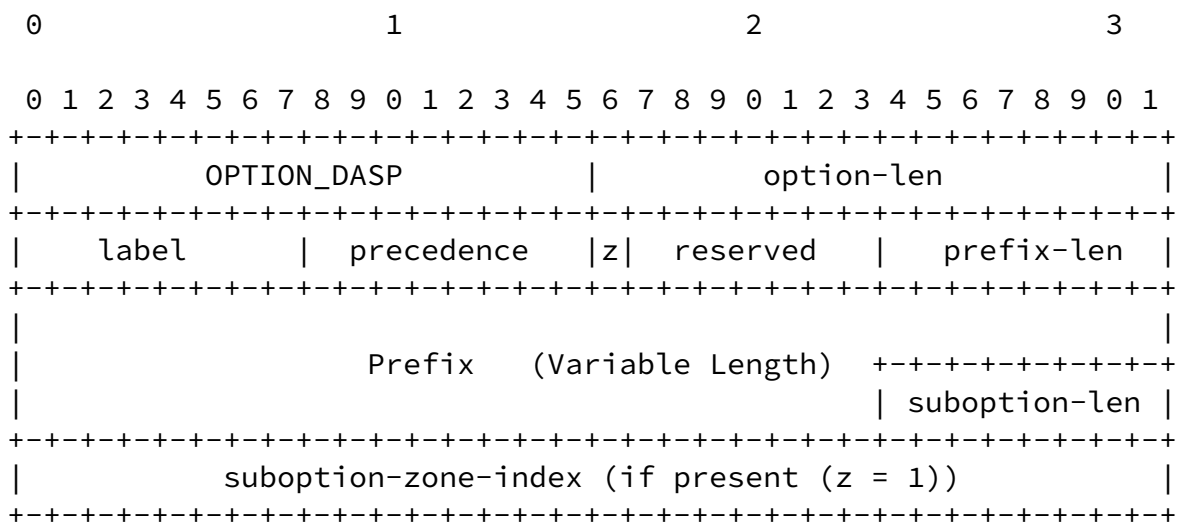 0                   1                   2                   3
 0 1 2 3 4 5 6 7 8 9 0 1 2 3 4 5 6 7 8 9 0 1 2 3 4 5 6 7 8 9 0 1
+-+-+-+-+-+-+-+-+-+-+-+-+-+-+-+-+-+-+-+-+-+-+-+-+-+-+-+-+-+-+-+-+
|          OPTION_DASP          |         option-len            |
+-+-+-+-+-+-+-+-+-+-+-+-+-+-+-+-+-+-+-+-+-+-+-+-+-+-+-+-+-+-+-+-+
|    label      |  precedence   |z|  reserved   |   prefix-len  |
+-+-+-+-+-+-+-+-+-+-+-+-+-+-+-+-+-+-+-+-+-+-+-+-+-+-+-+-+-+-+-+-+
|                                                               |
|                   Prefix   (Variable Length)  +-+-+-+-+-+-+-+-+
|                                               | suboption-len |
+-+-+-+-+-+-+-+-+-+-+-+-+-+-+-+-+-+-+-+-+-+-+-+-+-+-+-+-+-+-+-+-+
|           suboption-zone-index (if present (z = 1))           |
+-+-+-+-+-+-+-+-+-+-+-+-+-+-+-+-+-+-+-+-+-+-+-+-+-+-+-+-+-+-+-+-+